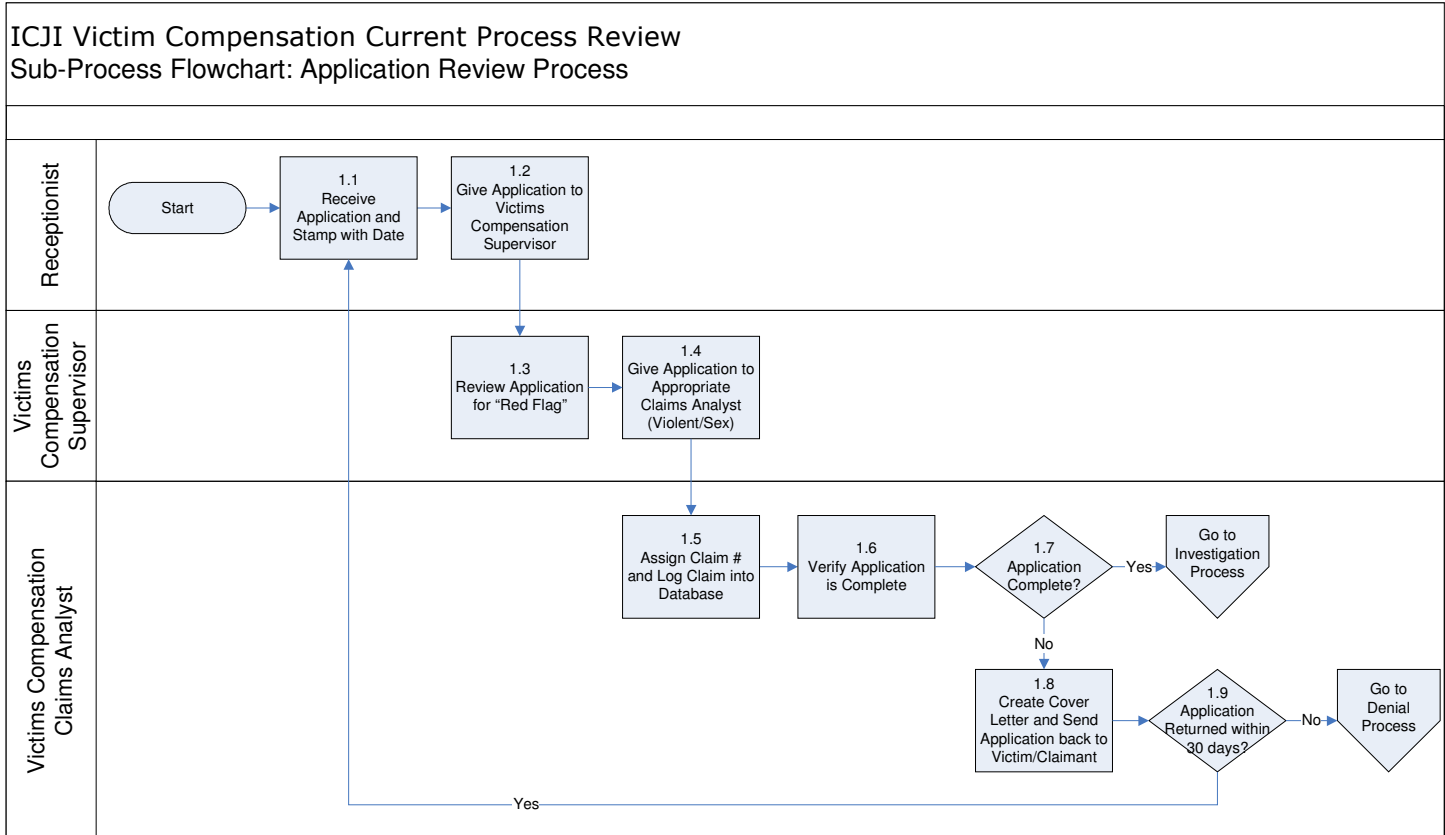 ICJI Victim Compensation Current Process Review
Sub-Process Flowchart: Application Review Process
Receptionist
Start
1.1
Receive
Application and
Stamp with Date
1.2
Give Application to
Victims
Compensation
Supervisor
Victims
Compensation
Supervisor
1.3
Review Application
for “Red Flag”
1.4
Give Application to
Appropriate
Claims Analyst
(Violent/Sex)
Victims Compensation
Claims Analyst
1.5
Assign Claim #
and Log Claim into
Database
1.6
Verify Application
is Complete
1.7
Application
Complete?
Yes
Go to
Investigation
Process
No
1.8
Create Cover
Letter and Send
Application back to
Victim/Claimant
1.9
Application
Returned within
30 days?
No
Go to
Denial
Process
Yes